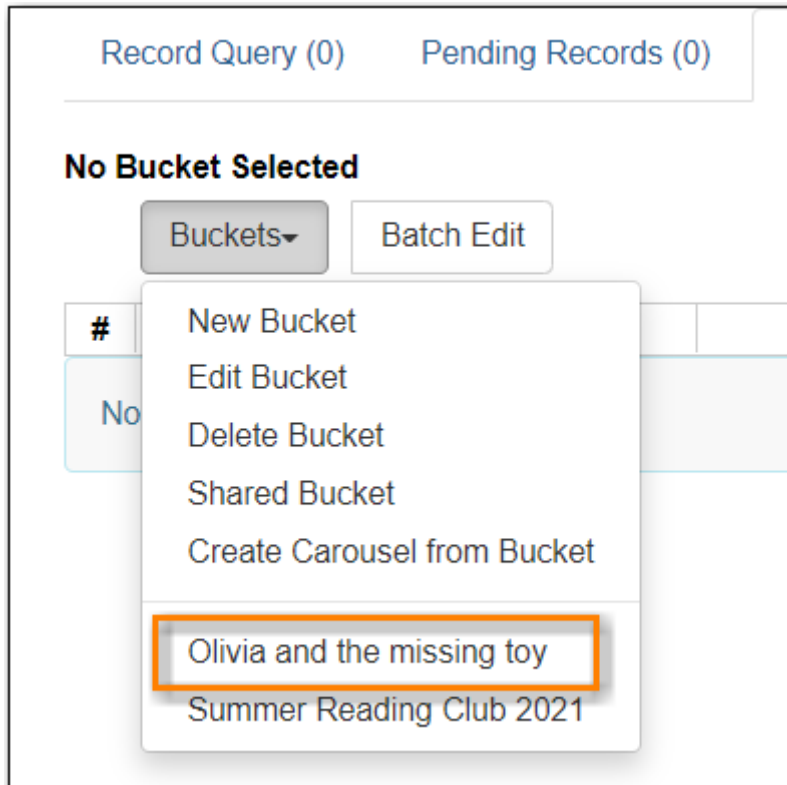 Record Query (0) Pending Records (0)
No Bucket Selected
Buckets Batch Edit
#
No
New Bucket
Edit Bucket
Delete Bucket
Shared Bucket
Create Carousel from Bucket
Olivia and the missing toy
Summer Reading Club 2021